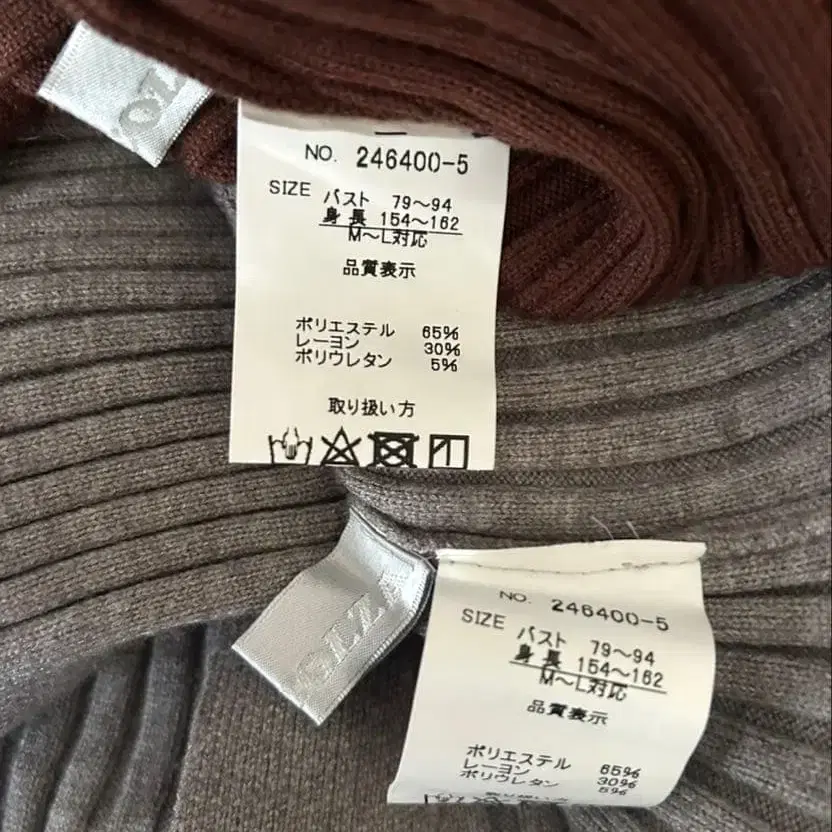 NO. 246400-5
SIZE バスト 79～94
身長 154～162
M～L対応
品質表示
ポリエステル 65%
レーヨン 30%
ポリウレタン 5%
取り扱い方
NO. 246400-5
SIZE バスト 79～94
身長 154～162
M～L対応
品質表示
ポリエステル 65%
レーヨン 30%
ポリウレタン 5%